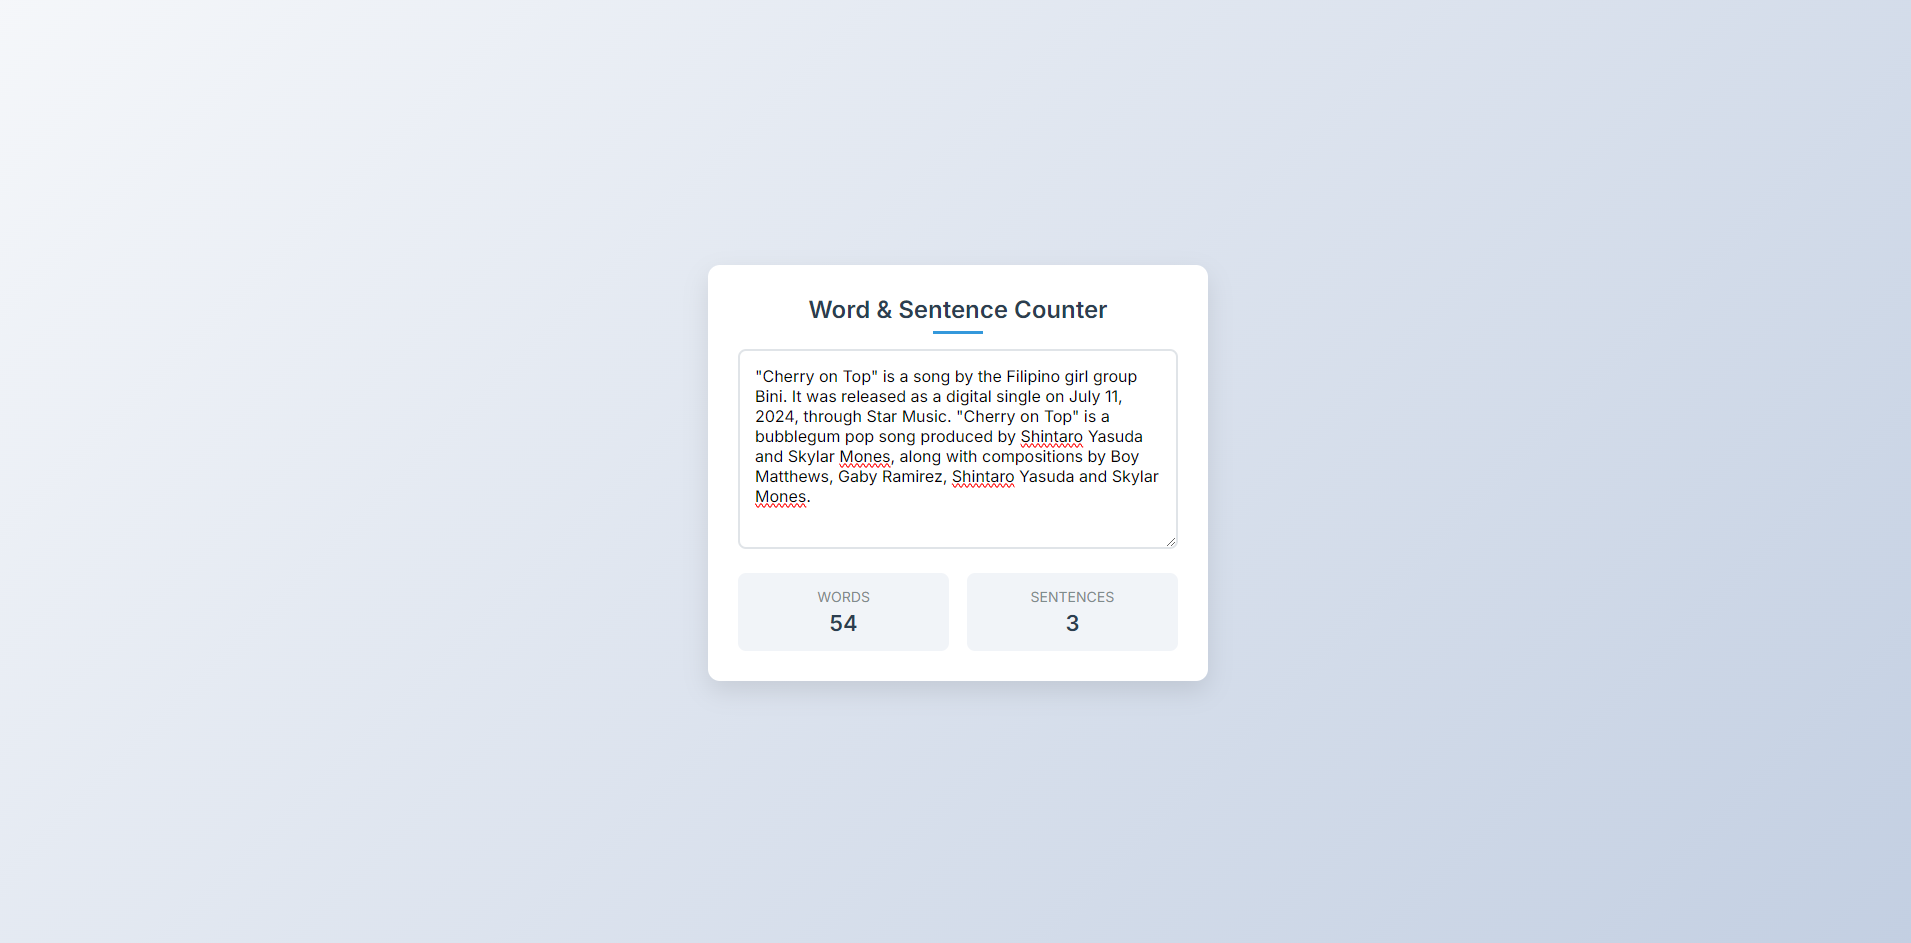 Word & Sentence Counter
"Cherry on Top" is a song by the Filipino girl group
Bini. It was released as a digital single on July 11,
2024, through Star Music. "Cherry on Top" is a
bubblegum pop song produced by Shintaro Yasuda
and Skylar Mones, along with compositions by Boy
Matthews, Gaby Ramirez, Shintaro Yasuda and Skylar
Mones.
WORDS
54
SENTENCES
3